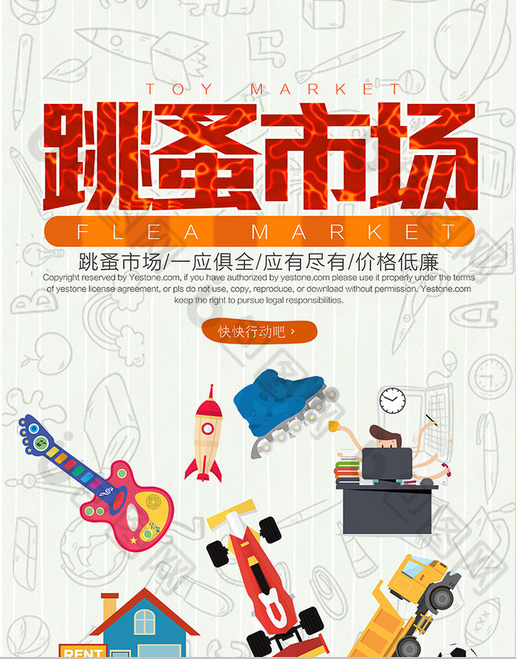 TOY MARKET
跳蚤市场
FLEA MARKET
跳蚤市场/一应俱全/应有尽有/价格低廉
Copyright reserved by Yestone.com, if you have authorized by yestone.com please use it properly under the terms
of yestone license agreement, or pls do not use, copy, reproduce, or download without permission. Yestone.com
keep the right to pursue legal responsibilities.
快快行动吧 ›
RENT